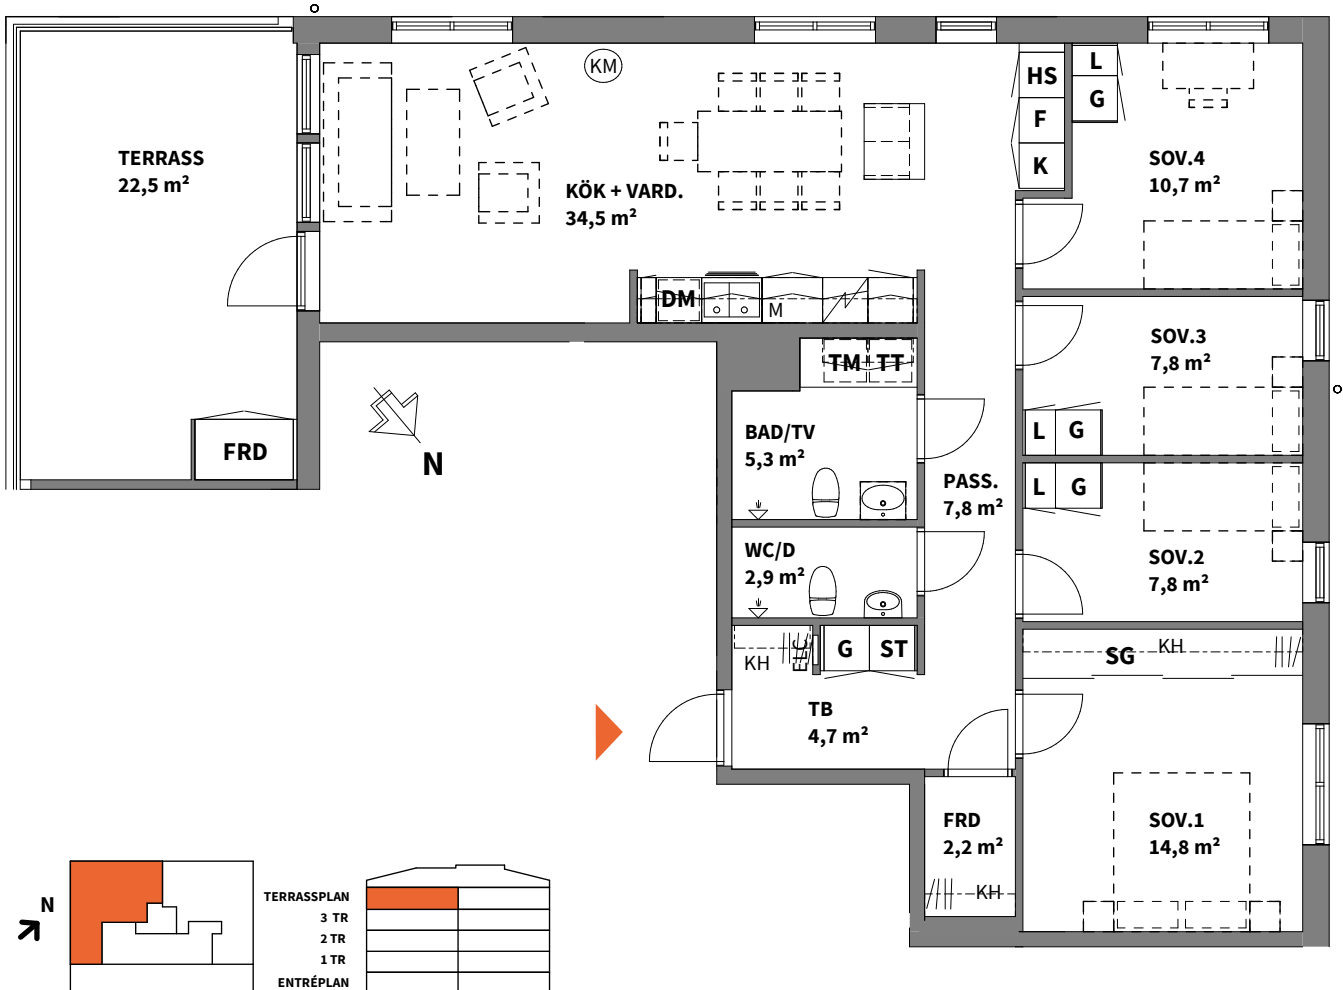 KM
HS
F
K
L
G
TERRASS
22,5 m²
KÖK + VARD.
34,5 m²
SOV.4
10,7 m²
DM
M
TM
TT
SOV.3
7,8 m²
L
G
FRD
N
BAD/TV
5,3 m²
PASS.
7,8 m²
L
G
WC/D
2,9 m²
SOV.2
7,8 m²
KH
G
ST
SG
KH
TB
4,7 m²
FRD
2,2 m²
KH
SOV.1
14,8 m²
N
TERRASSPLAN
3 TR
2 TR
1 TR
ENTRÉPLAN